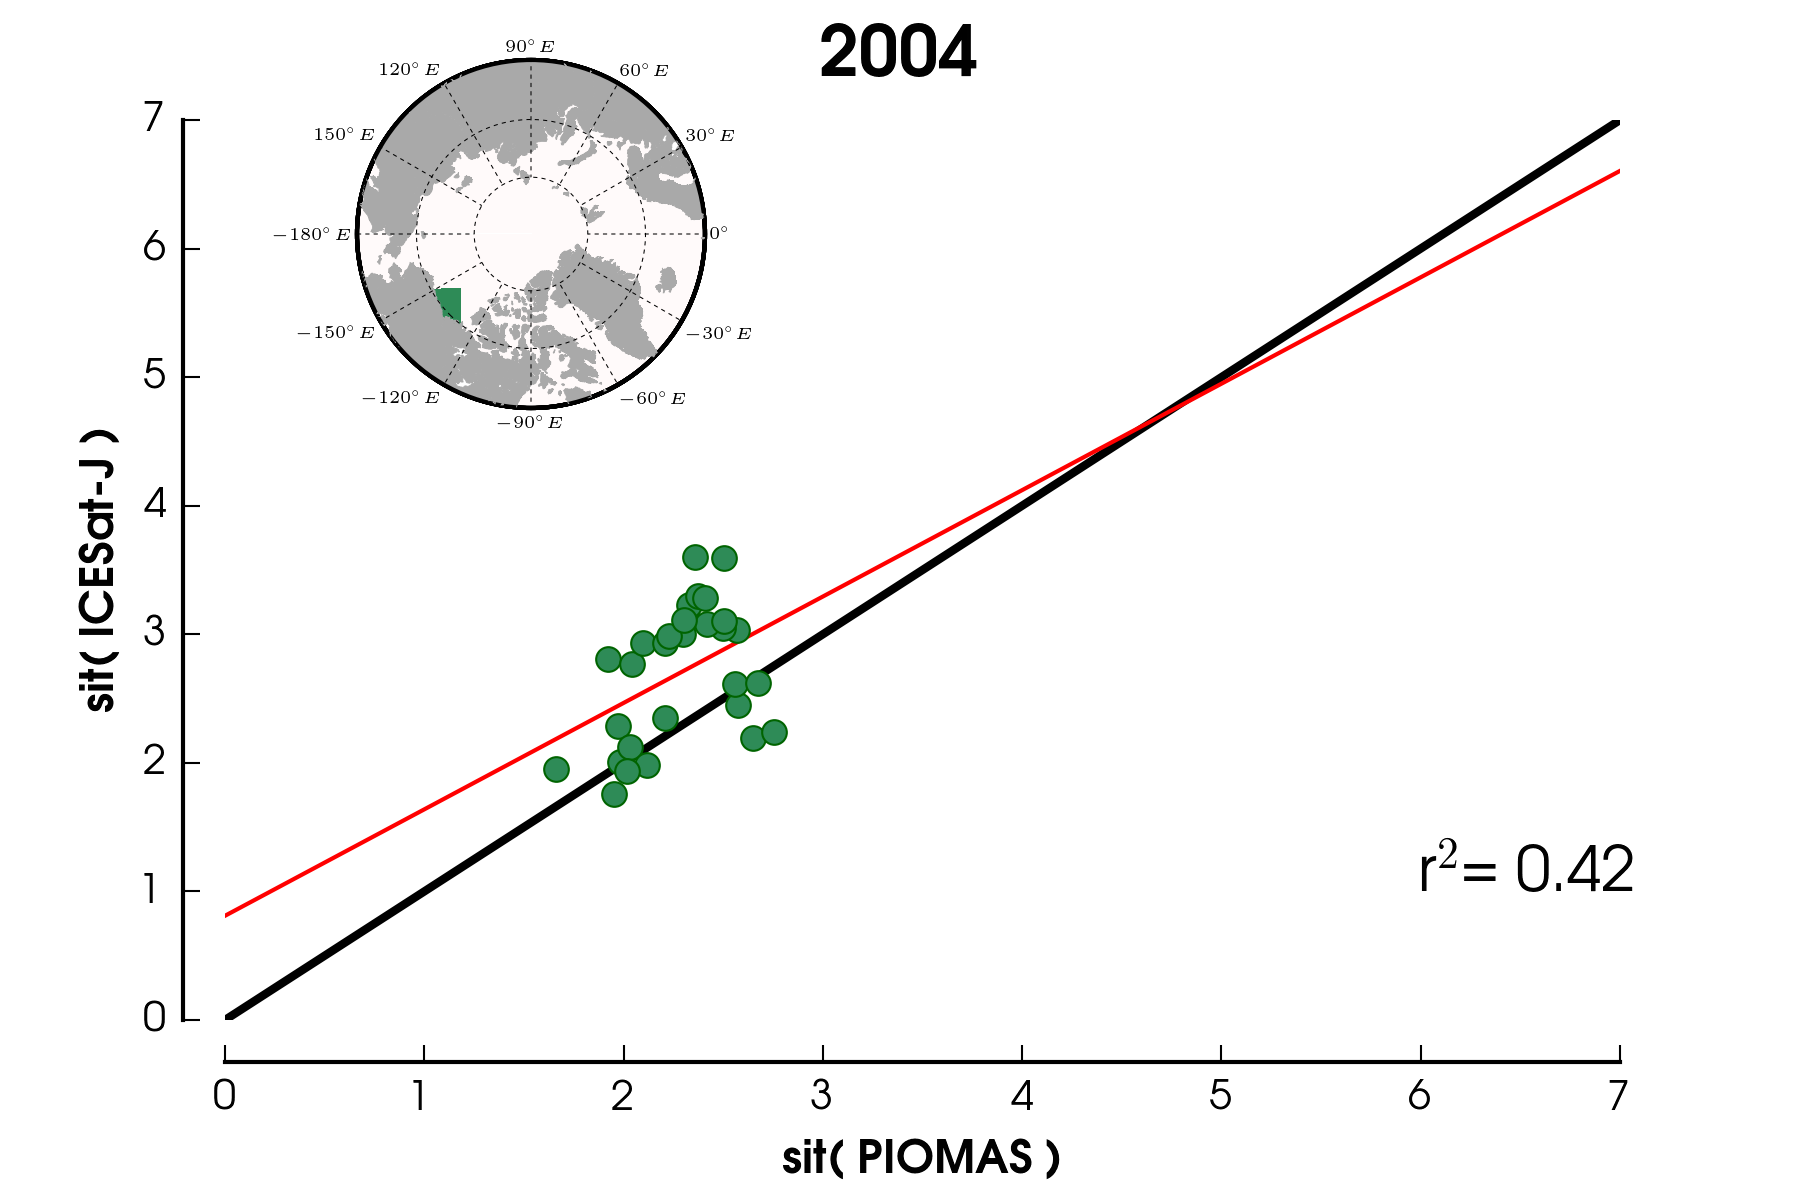 2004
90° E
120° E
60° E
150° E
30° E
−180° E
0°
−150° E
−30° E
−120° E
−60° E
−90° E
7
6
5
4
3
2
1
0
sit( ICESat-J )
r²= 0.42
0 1 2 3 4 5 6 7
sit( PIOMAS )